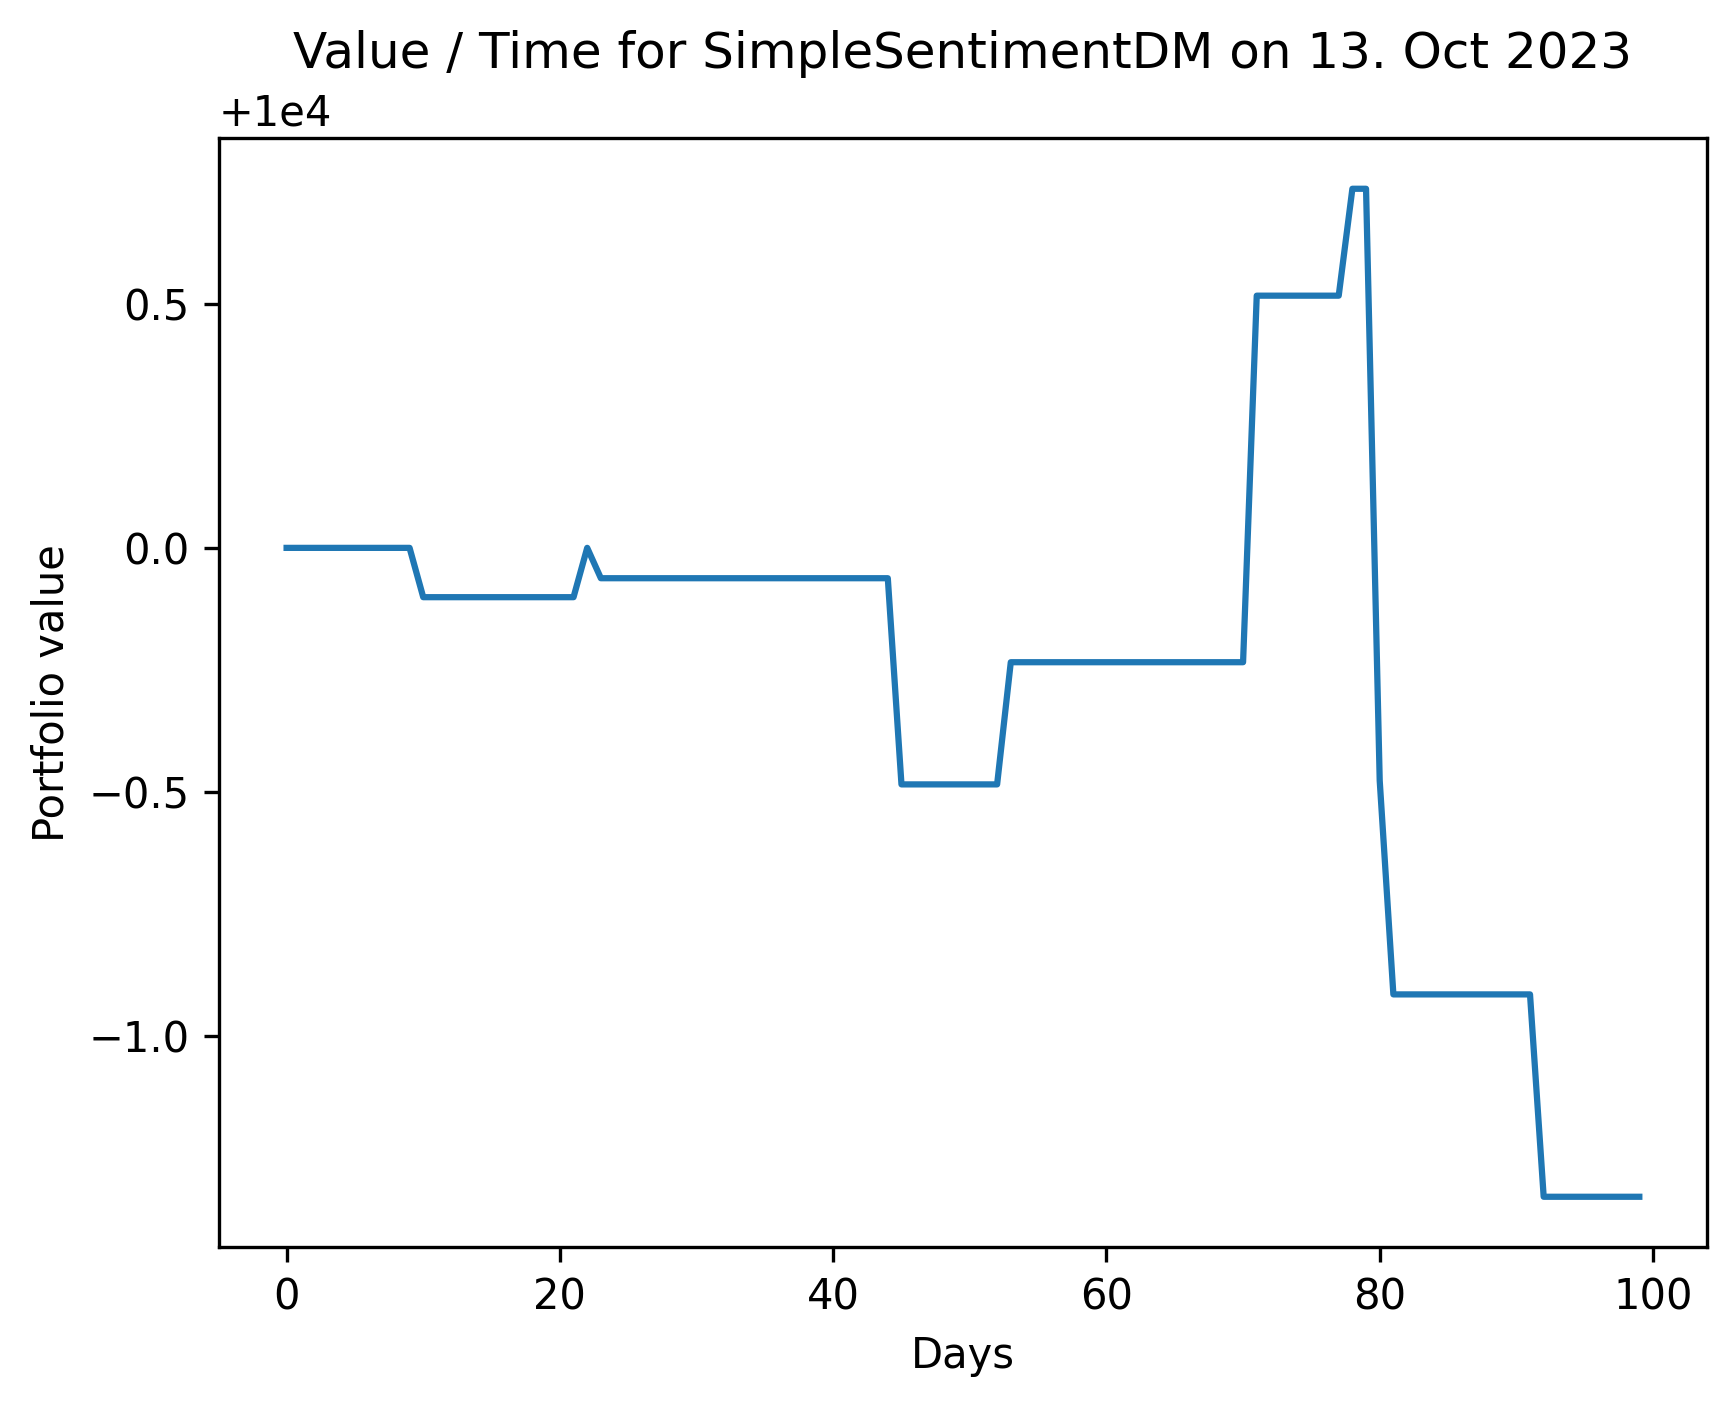 Value / Time for SimpleSentimentDM on 13. Oct 2023
+1e4
0.5
0.0
−0.5
−1.0
Portfolio value
0 20 40 60 80 100
Days